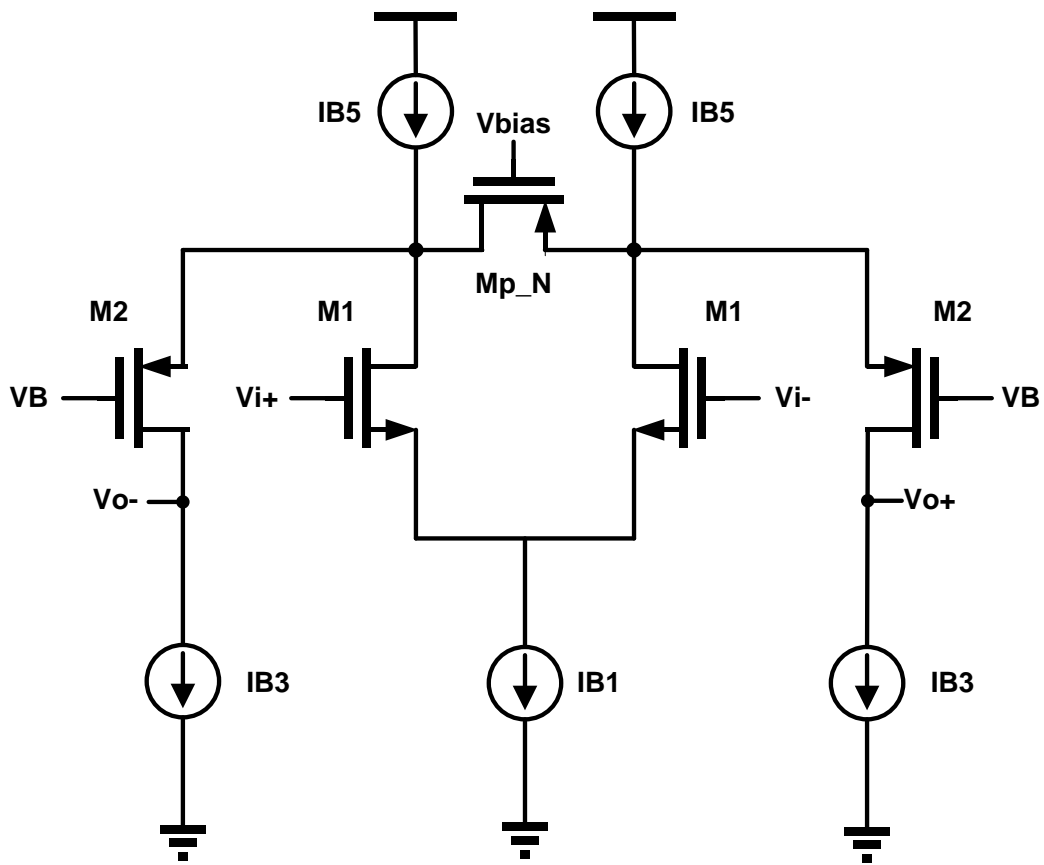 IB5
IB5
Vbias
Mp_N
M2
M1
M1
M2
VB
Vi+
Vi-
VB
Vo-
Vo+
IB3
IB1
IB3